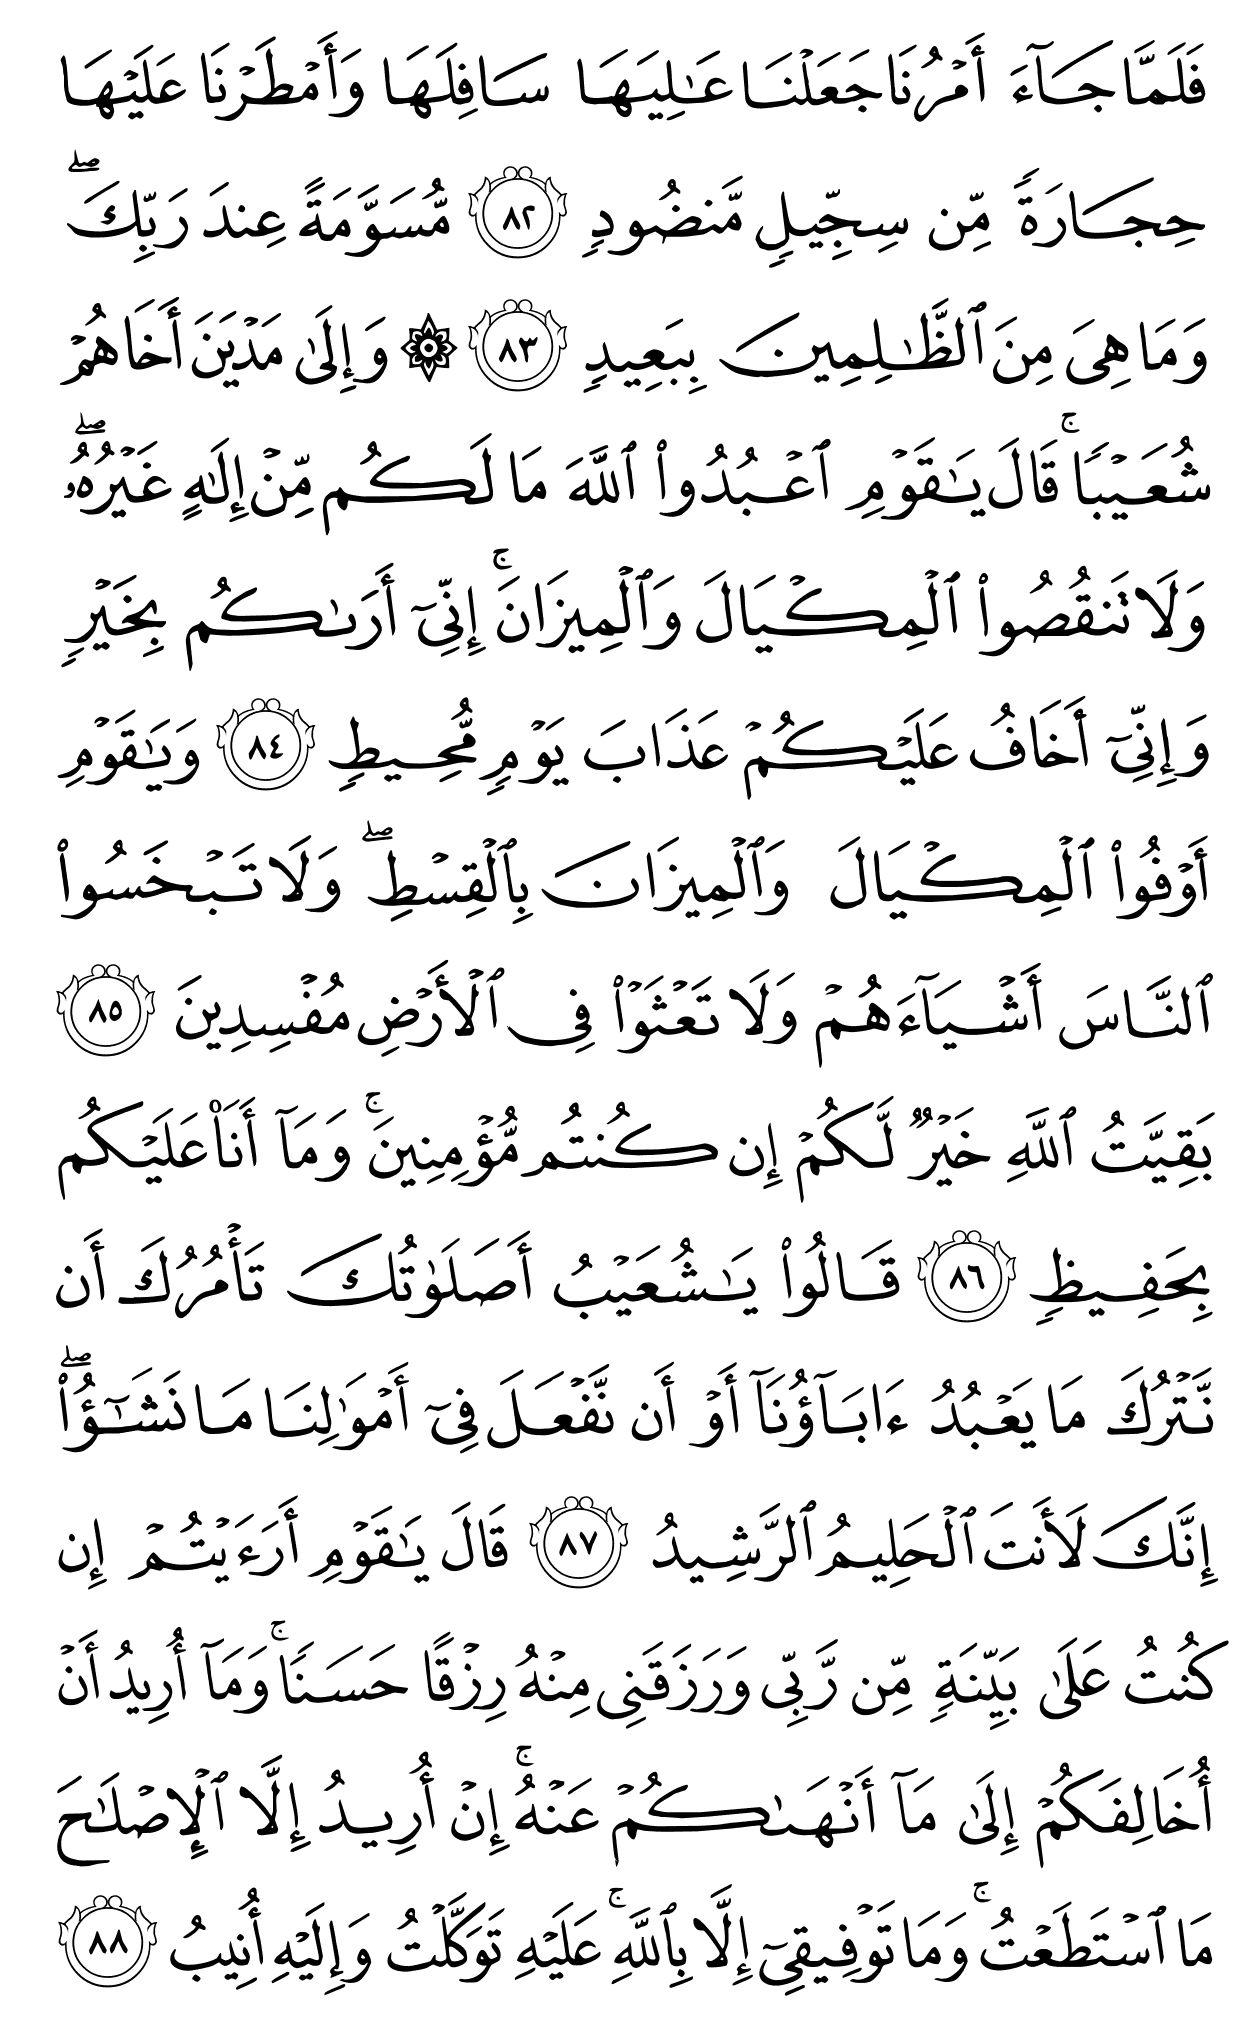 فَلَمَّا جَآءَ أَمۡرُنَا جَعَلۡنَا عَٰلِيَهَا سَافِلَهَا وَأَمۡطَرۡنَا عَلَيۡهَا
حِجَارَةٗ مِّن سِجِّيلٖ مَّنضُودٖ ٨٢ مُّسَوَّمَةً عِندَ رَبِّكَۖ
وَمَا هِيَ مِنَ ٱلظَّٰلِمِينَ بِبَعِيدٖ ٨٣ ۞ وَإِلَىٰ مَدۡيَنَ أَخَاهُمۡ
شُعَيۡبٗاۚ قَالَ يَٰقَوۡمِ ٱعۡبُدُواْ ٱللَّهَ مَا لَكُم مِّنۡ إِلَٰهٍ غَيۡرُهُۥۖ
وَلَا تَنقُصُواْ ٱلۡمِكۡيَالَ وَٱلۡمِيزَانَۚ إِنِّيٓ أَرَىٰكُم بِخَيۡرٖ
وَإِنِّيٓ أَخَافُ عَلَيۡكُمۡ عَذَابَ يَوۡمٖ مُّحِيطٖ ٨٤ وَيَٰقَوۡمِ
أَوۡفُواْ ٱلۡمِكۡيَالَ وَٱلۡمِيزَانَ بِٱلۡقِسۡطِۖ وَلَا تَبۡخَسُواْ
ٱلنَّاسَ أَشۡيَآءَهُمۡ وَلَا تَعۡثَوۡاْ فِي ٱلۡأَرۡضِ مُفۡسِدِينَ ٨٥
بَقِيَّتُ ٱللَّهِ خَيۡرٞ لَّكُمۡ إِن كُنتُم مُّؤۡمِنِينَۚ وَمَآ أَنَا۠ عَلَيۡكُم
بِحَفِيظٖ ٨٦ قَالُواْ يَٰشُعَيۡبُ أَصَلَوٰتُكَ تَأۡمُرُكَ أَن
نَّتۡرُكَ مَا يَعۡبُدُ ءَابَآؤُنَآ أَوۡ أَن نَّفۡعَلَ فِيٓ أَمۡوَٰلِنَا مَا نَشَٰٓؤُاْۖ
إِنَّكَ لَأَنتَ ٱلۡحَلِيمُ ٱلرَّشِيدُ ٨٧ قَالَ يَٰقَوۡمِ أَرَءَيۡتُمۡ إِن
كُنتُ عَلَىٰ بَيِّنَةٖ مِّن رَّبِّي وَرَزَقَنِي مِنۡهُ رِزۡقًا حَسَنٗاۚ وَمَآ أُرِيدُ أَنۡ
أُخَالِفَكُمۡ إِلَىٰ مَآ أَنۡهَىٰكُمۡ عَنۡهُۚ إِنۡ أُرِيدُ إِلَّا ٱلۡإِصۡلَٰحَ
مَا ٱسۡتَطَعۡتُۚ وَمَا تَوۡفِيقِيٓ إِلَّا بِٱللَّهِۚ عَلَيۡهِ تَوَكَّلۡتُ وَإِلَيۡهِ أُنِيبُ ٨٨